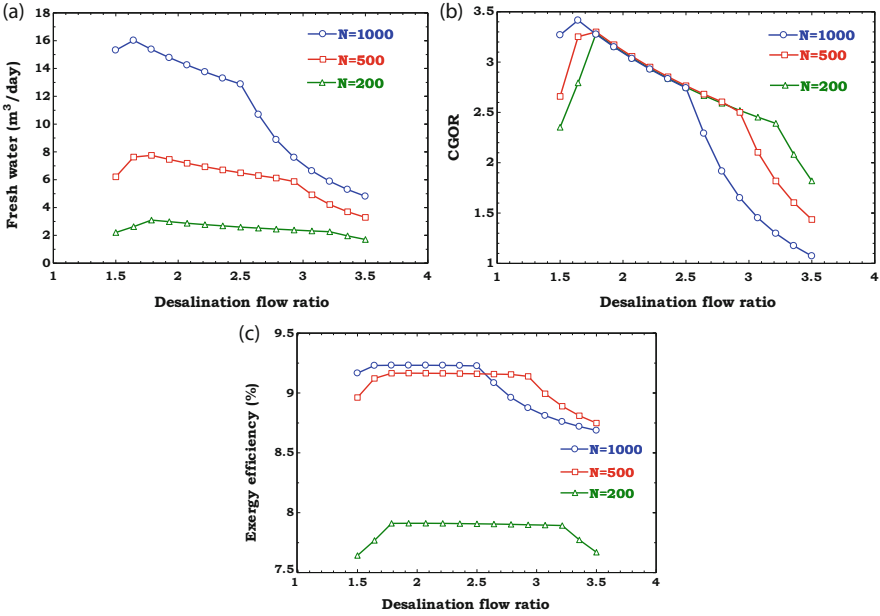 (a)
Fresh water (m³/day)
18
16
14
12
10
8
6
4
2
0
1
1.5
2
2.5
3
3.5
4
Desalination flow ratio
N=1000
N=500
N=200
(b)
CGOR
3.5
3
2.5
2
1.5
1
1
1.5
2
2.5
3
3.5
4
Desalination flow ratio
N=1000
N=500
N=200
(c)
Exergy efficiency (%)
9.5
9
8.5
8
7.5
1
1.5
2
2.5
3
3.5
4
Desalination flow ratio
N=1000
N=500
N=200